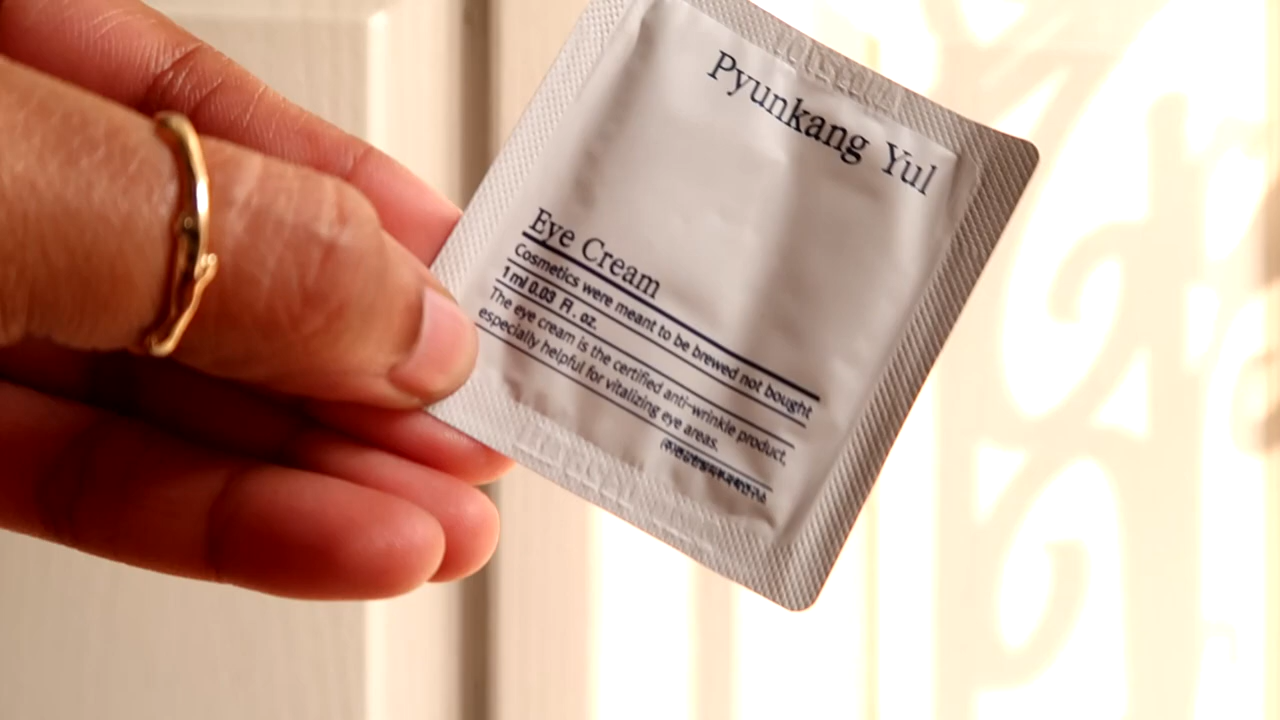 Pyunkang Yul
Eye Cream
Cosmetics were meant to be brewed not bought
1 ml 0.03 Fl. oz.
The eye cream is the certified anti-wrinkle product,
especially helpful for vitalizing eye areas.